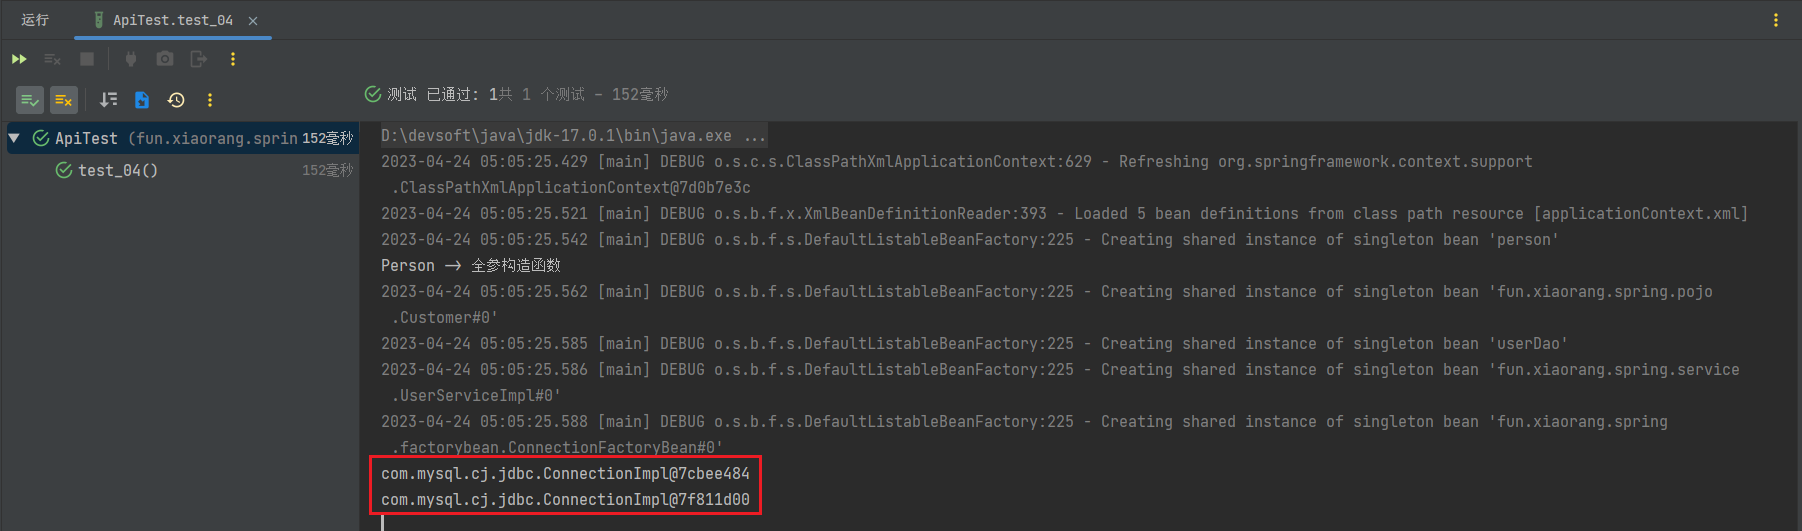 运行 ApiTest.test_04
测试 已通过: 1共 1 个测试 – 152毫秒
ApiTest (fun.xiaorang.sprin 152毫秒
test_04() 152毫秒
D:\devsoft\java\jdk-17.0.1\bin\java.exe ...
2023-04-24 05:05:25.429 [main] DEBUG o.s.c.s.ClassPathXmlApplicationContext:629 - Refreshing org.springframework.context.support
.ClassPathXmlApplicationContext@7d0b7e3c
2023-04-24 05:05:25.521 [main] DEBUG o.s.b.f.x.XmlBeanDefinitionReader:393 - Loaded 5 bean definitions from class path resource [applicationContext.xml]
2023-04-24 05:05:25.542 [main] DEBUG o.s.b.f.s.DefaultListableBeanFactory:225 - Creating shared instance of singleton bean 'person'
Person -> 全参构造函数
2023-04-24 05:05:25.562 [main] DEBUG o.s.b.f.s.DefaultListableBeanFactory:225 - Creating shared instance of singleton bean 'fun.xiaorang.spring.pojo
.Customer#0'
2023-04-24 05:05:25.585 [main] DEBUG o.s.b.f.s.DefaultListableBeanFactory:225 - Creating shared instance of singleton bean 'userDao'
2023-04-24 05:05:25.586 [main] DEBUG o.s.b.f.s.DefaultListableBeanFactory:225 - Creating shared instance of singleton bean 'fun.xiaorang.spring.service
.UserServiceImpl#0'
2023-04-24 05:05:25.588 [main] DEBUG o.s.b.f.s.DefaultListableBeanFactory:225 - Creating shared instance of singleton bean 'fun.xiaorang.spring
.factorybean.ConnectionFactoryBean#0'
com.mysql.cj.jdbc.ConnectionImpl@7cbee484
com.mysql.cj.jdbc.ConnectionImpl@7f811d00